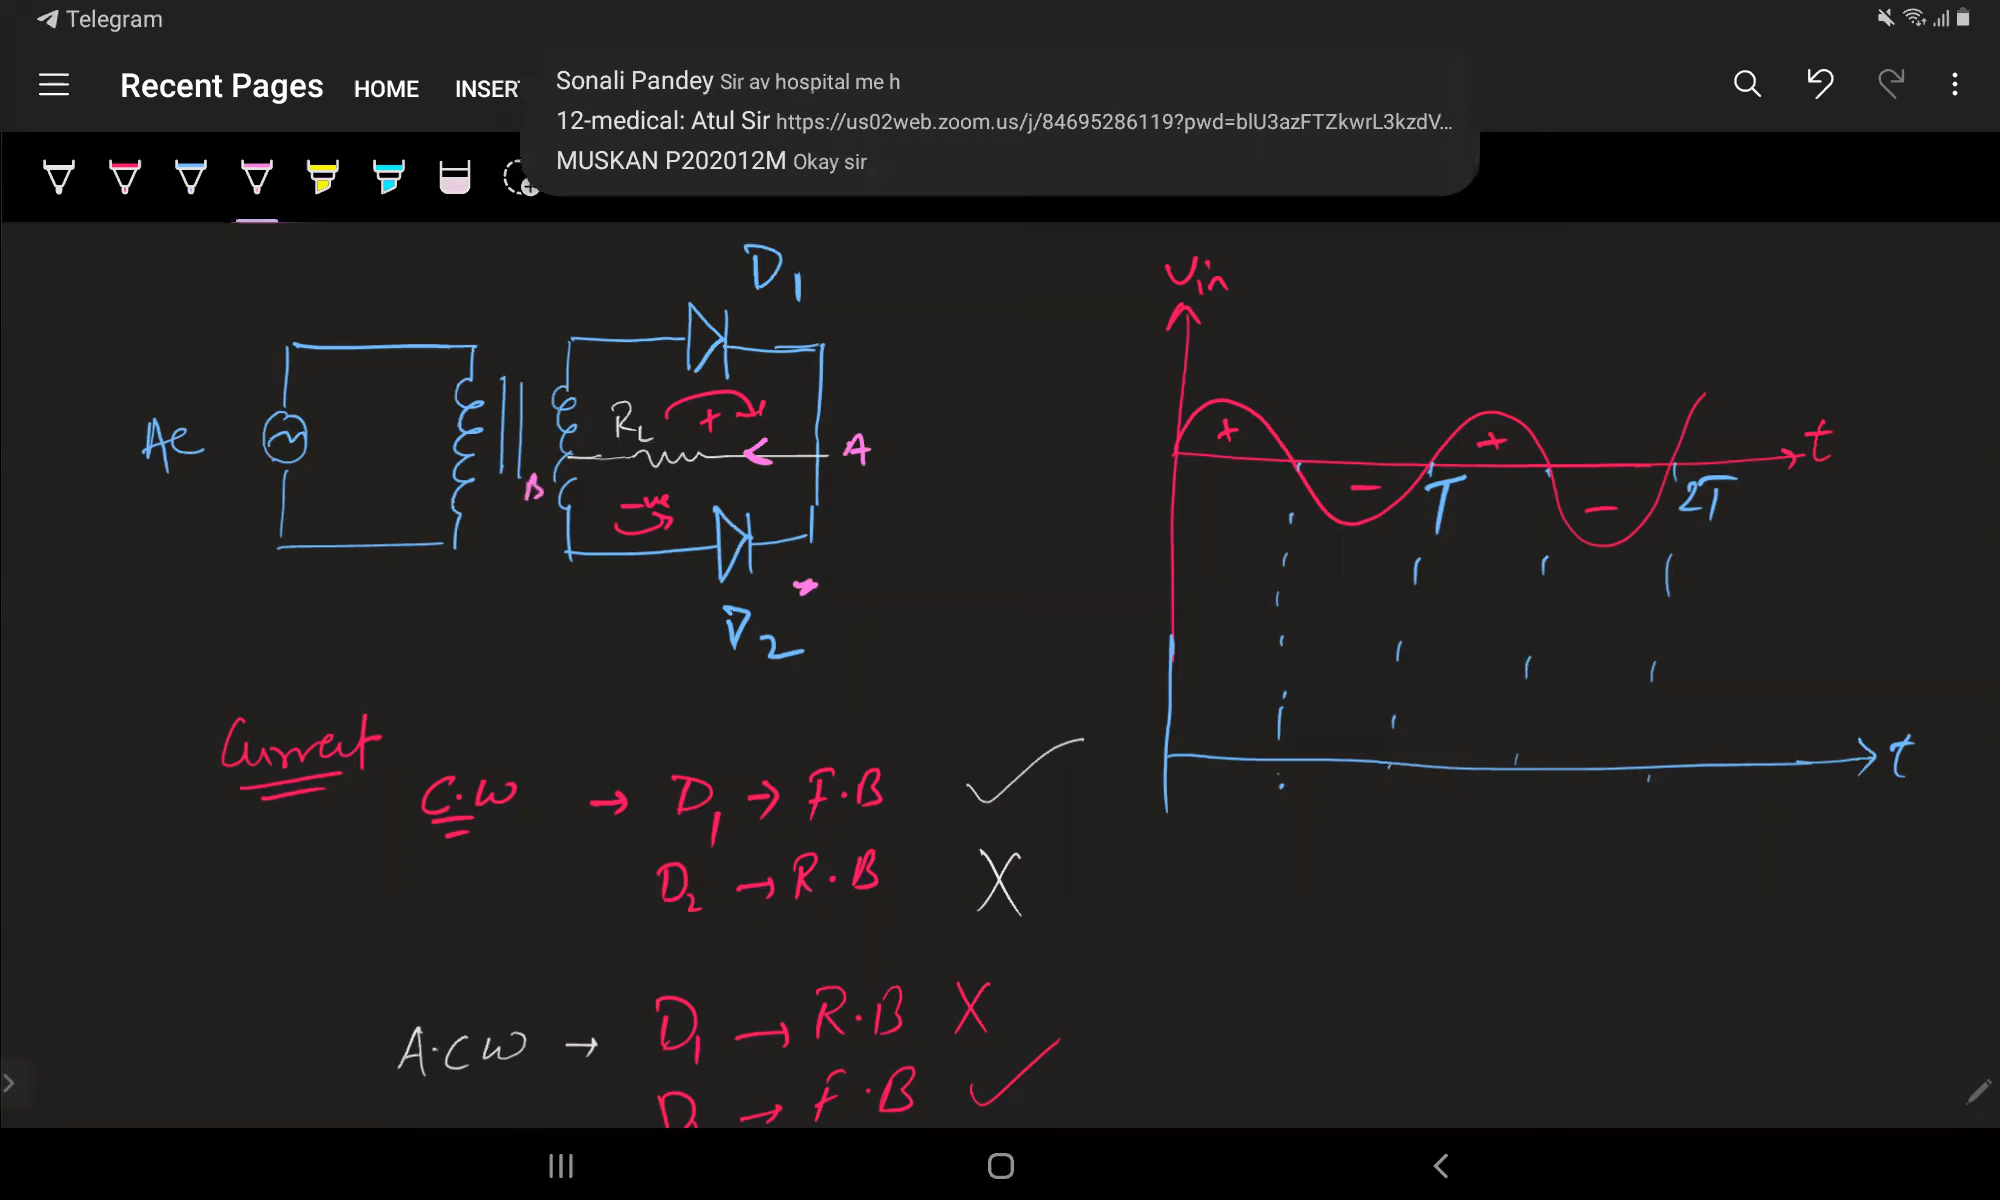 Telegram
Recent Pages HOME INSER
Sonali Pandey Sir av hospital me h
12-medical: Atul Sir https://us02web.zoom.us/j/84695286119?pwd=blU3azFTZkwrL3kzdV...
MUSKAN P202012M Okay sir
D1
Vin
Ac
RL
+
A
B
-ve
D2
+
-
+
-
t
T
2T
t
Current
C.W → D1 → F.B ✓
D2 → R.B X
A.CW → D1 → R.B X
D → F.B ✓